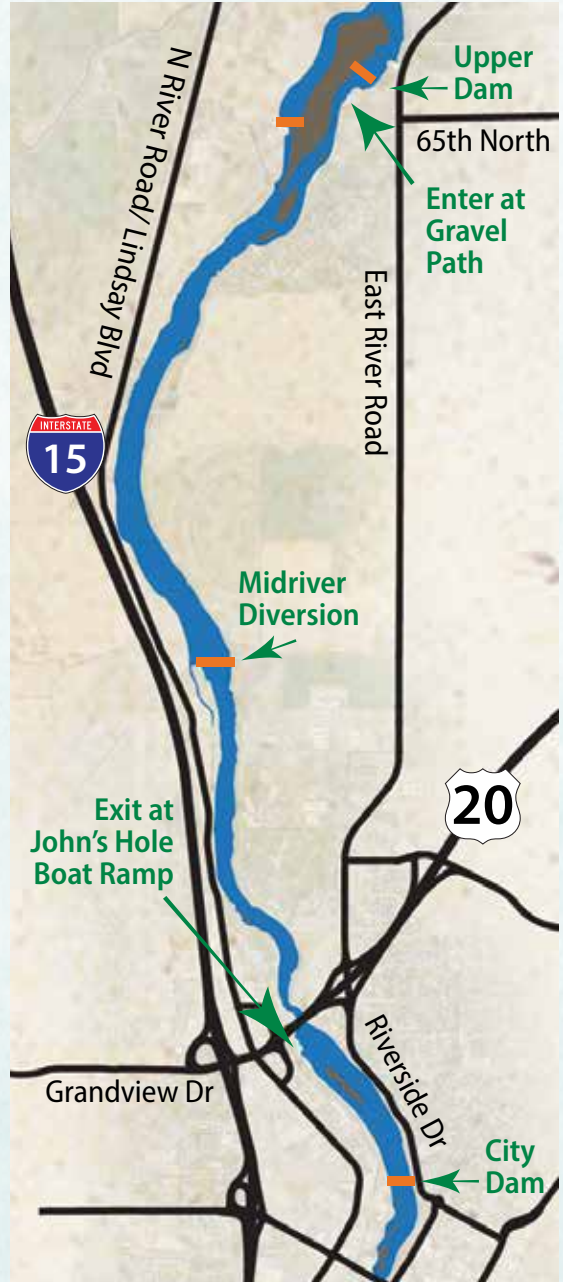 N River Road/ Lindsay Blvd
Upper
Dam
65th North
Enter at
Gravel
Path
East River Road
INTERSTATE
15
Midriver
Diversion
20
Exit at
John's Hole
Boat Ramp
Grandview Dr
Riverside Dr
City
Dam